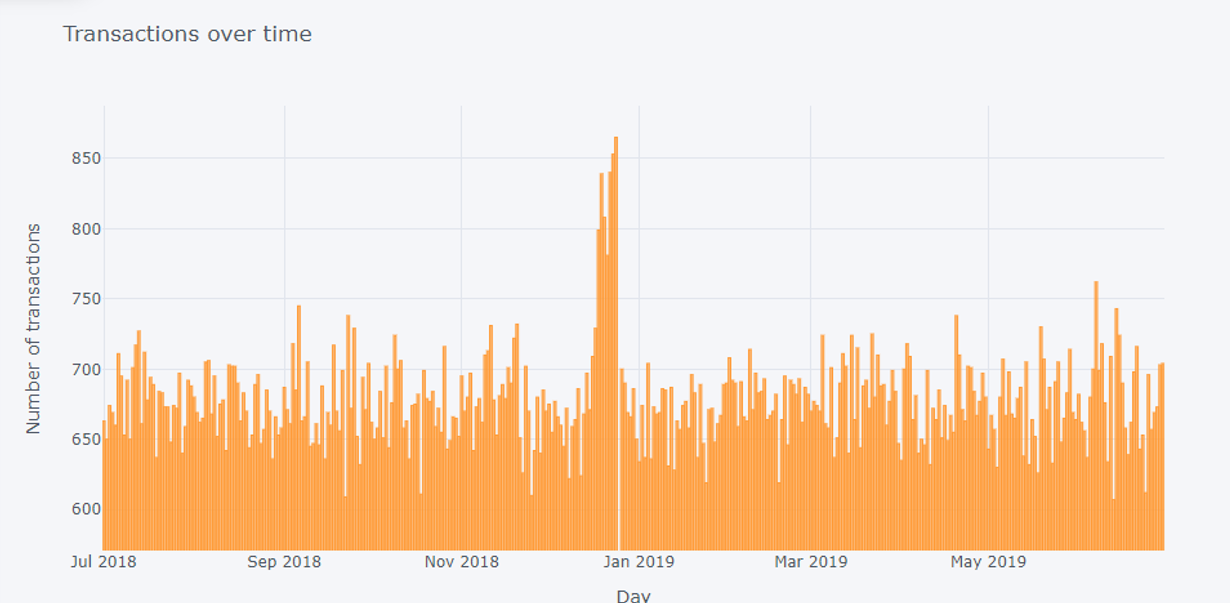 Transactions over time
850
800
750
700
650
600
Number of transactions
Jul 2018 Sep 2018 Nov 2018 Jan 2019 Mar 2019 May 2019
Day